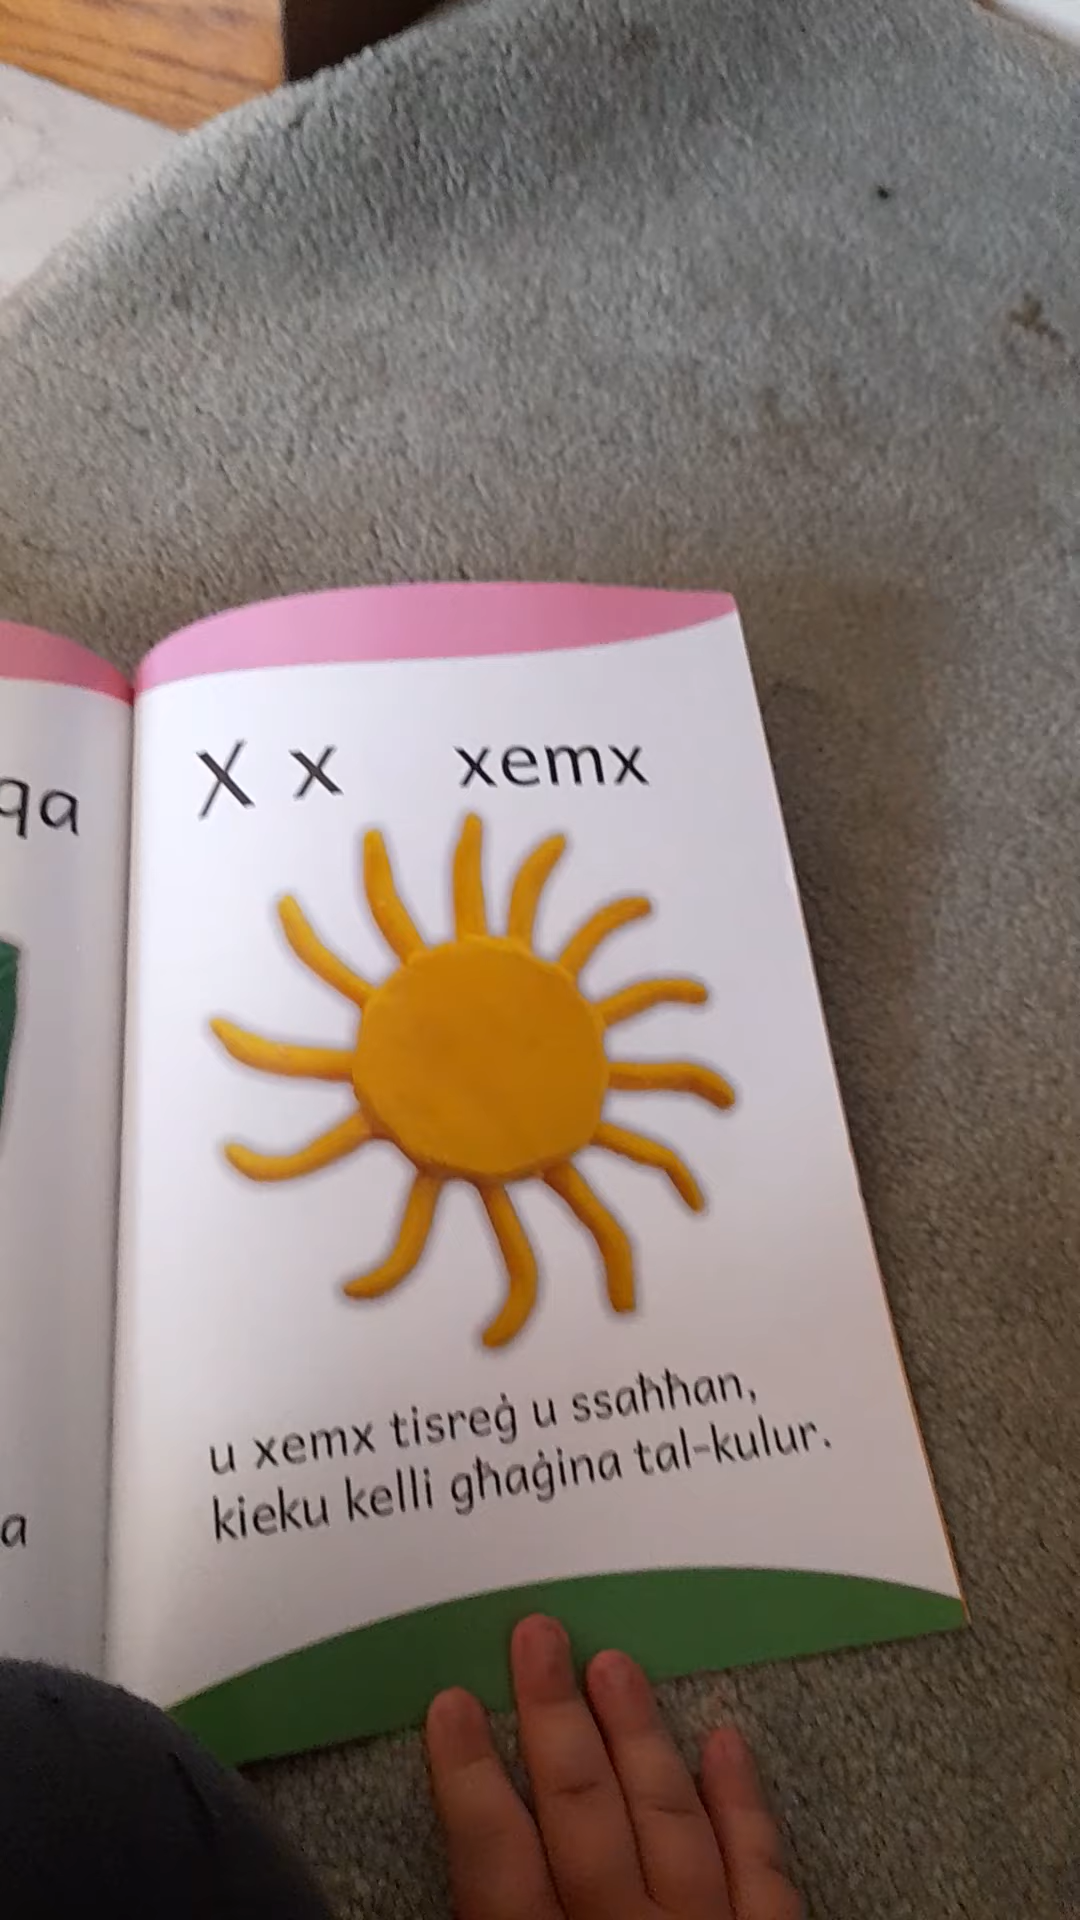 qa
X x xemx
u xemx tisreġ u ssaħħan,
kieku kelli għaġina tal-kulur.
a